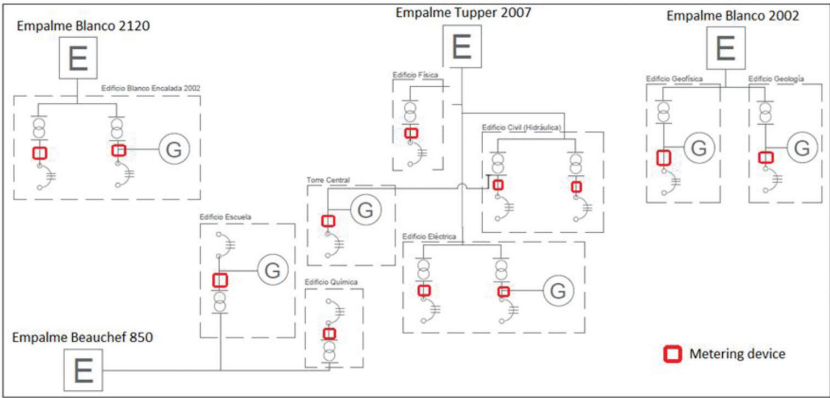 Empalme Blanco 2120
E
Edificio Blanco Encalada 2002
G
Empalme Tupper 2007
E
Edificio Física
Edificio Civil (Hidráulica)
Torre Central
G
Edificio Eléctrica
G
Empalme Blanco 2002
E
Edificio Geofísica
G
Edificio Geología
G
Edificio Escuela
G
Edificio Química
Empalme Beauchef 850
E
Metering device